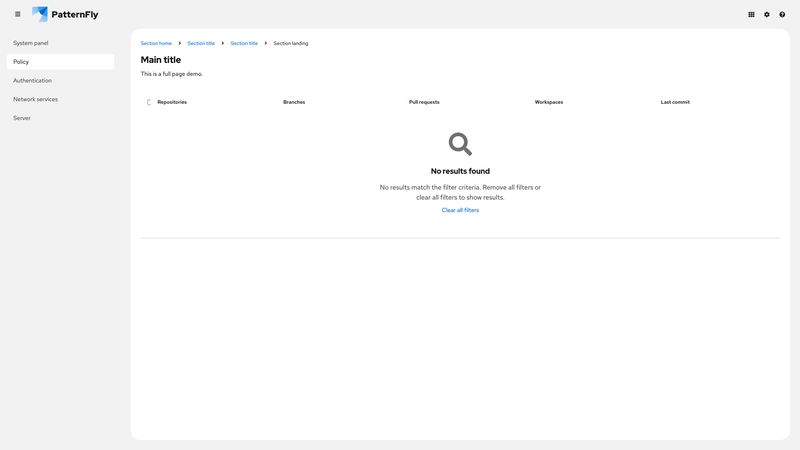 PatternFly
System panel
Policy
Authentication
Network services
Server
Section home > Section title > Section title > Section landing
Main title
This is a full page demo.
Repositories Branches Pull requests Workspaces Last commit
No results found
No results match the filter criteria. Remove all filters or
clear all filters to show results.
Clear all filters